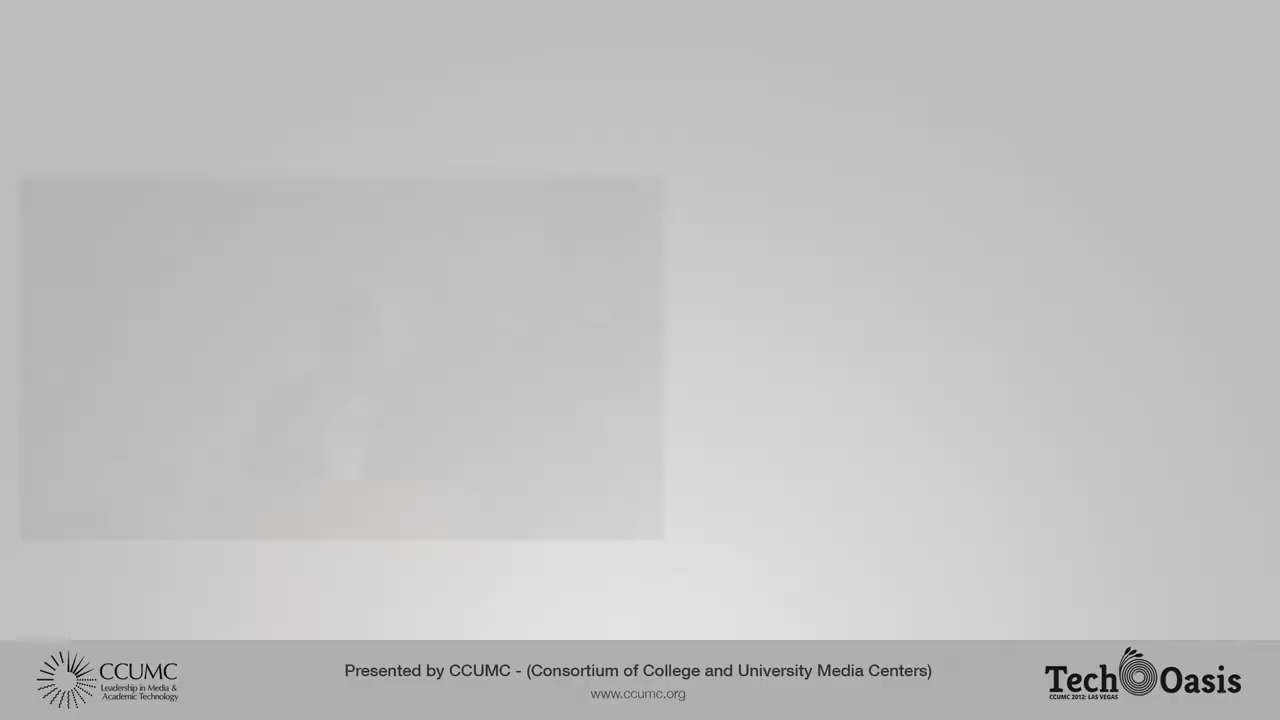 CCUMC
Leadership in Media &
Academic Technology
Presented by CCUMC - (Consortium of College and University Media Centers)
www.ccumc.org
Tech Oasis
CCUMC 2012: LAS VEGAS